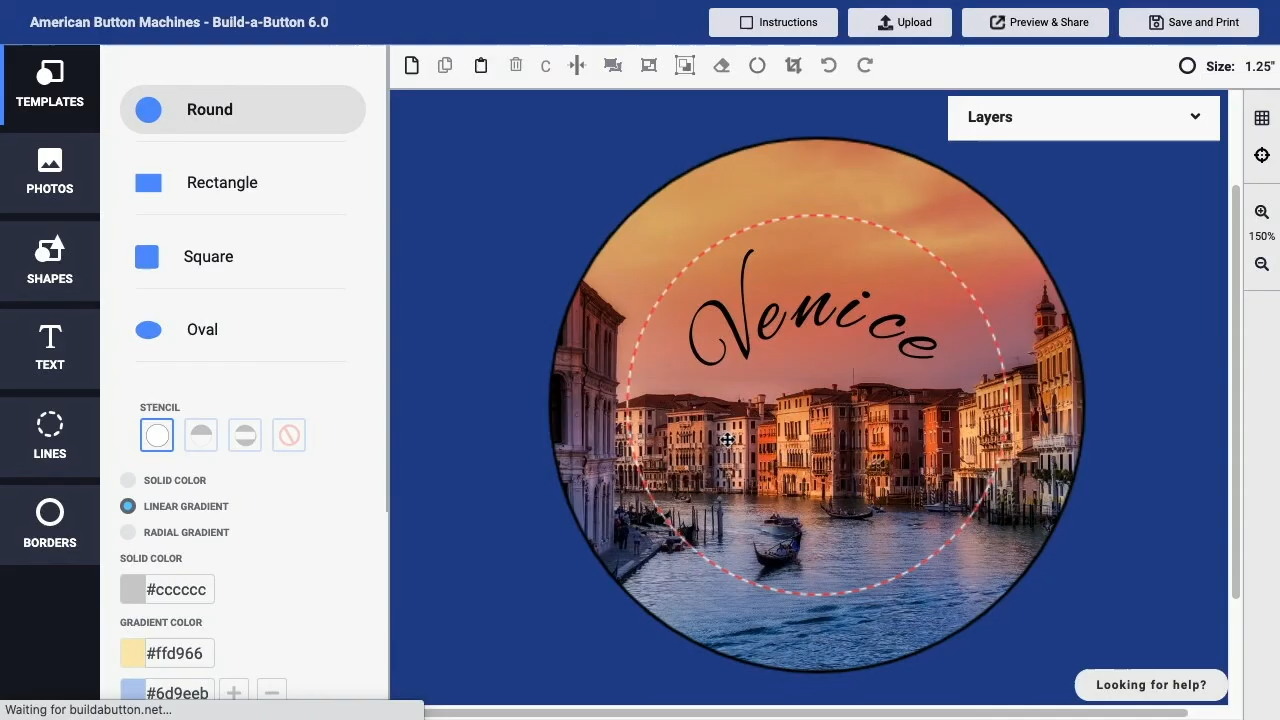 American Button Machines - Build-a-Button 6.0
Instructions
Upload
Preview & Share
Save and Print
Size: 1.25"
TEMPLATES
PHOTOS
SHAPES
TEXT
LINES
BORDERS
Round
Rectangle
Square
Oval
STENCIL
SOLID COLOR
LINEAR GRADIENT
RADIAL GRADIENT
SOLID COLOR
#cccccc
GRADIENT COLOR
#ffd966
#6d9eeb
Layers
Venice
150%
Looking for help?
Waiting for buildabutton.net...